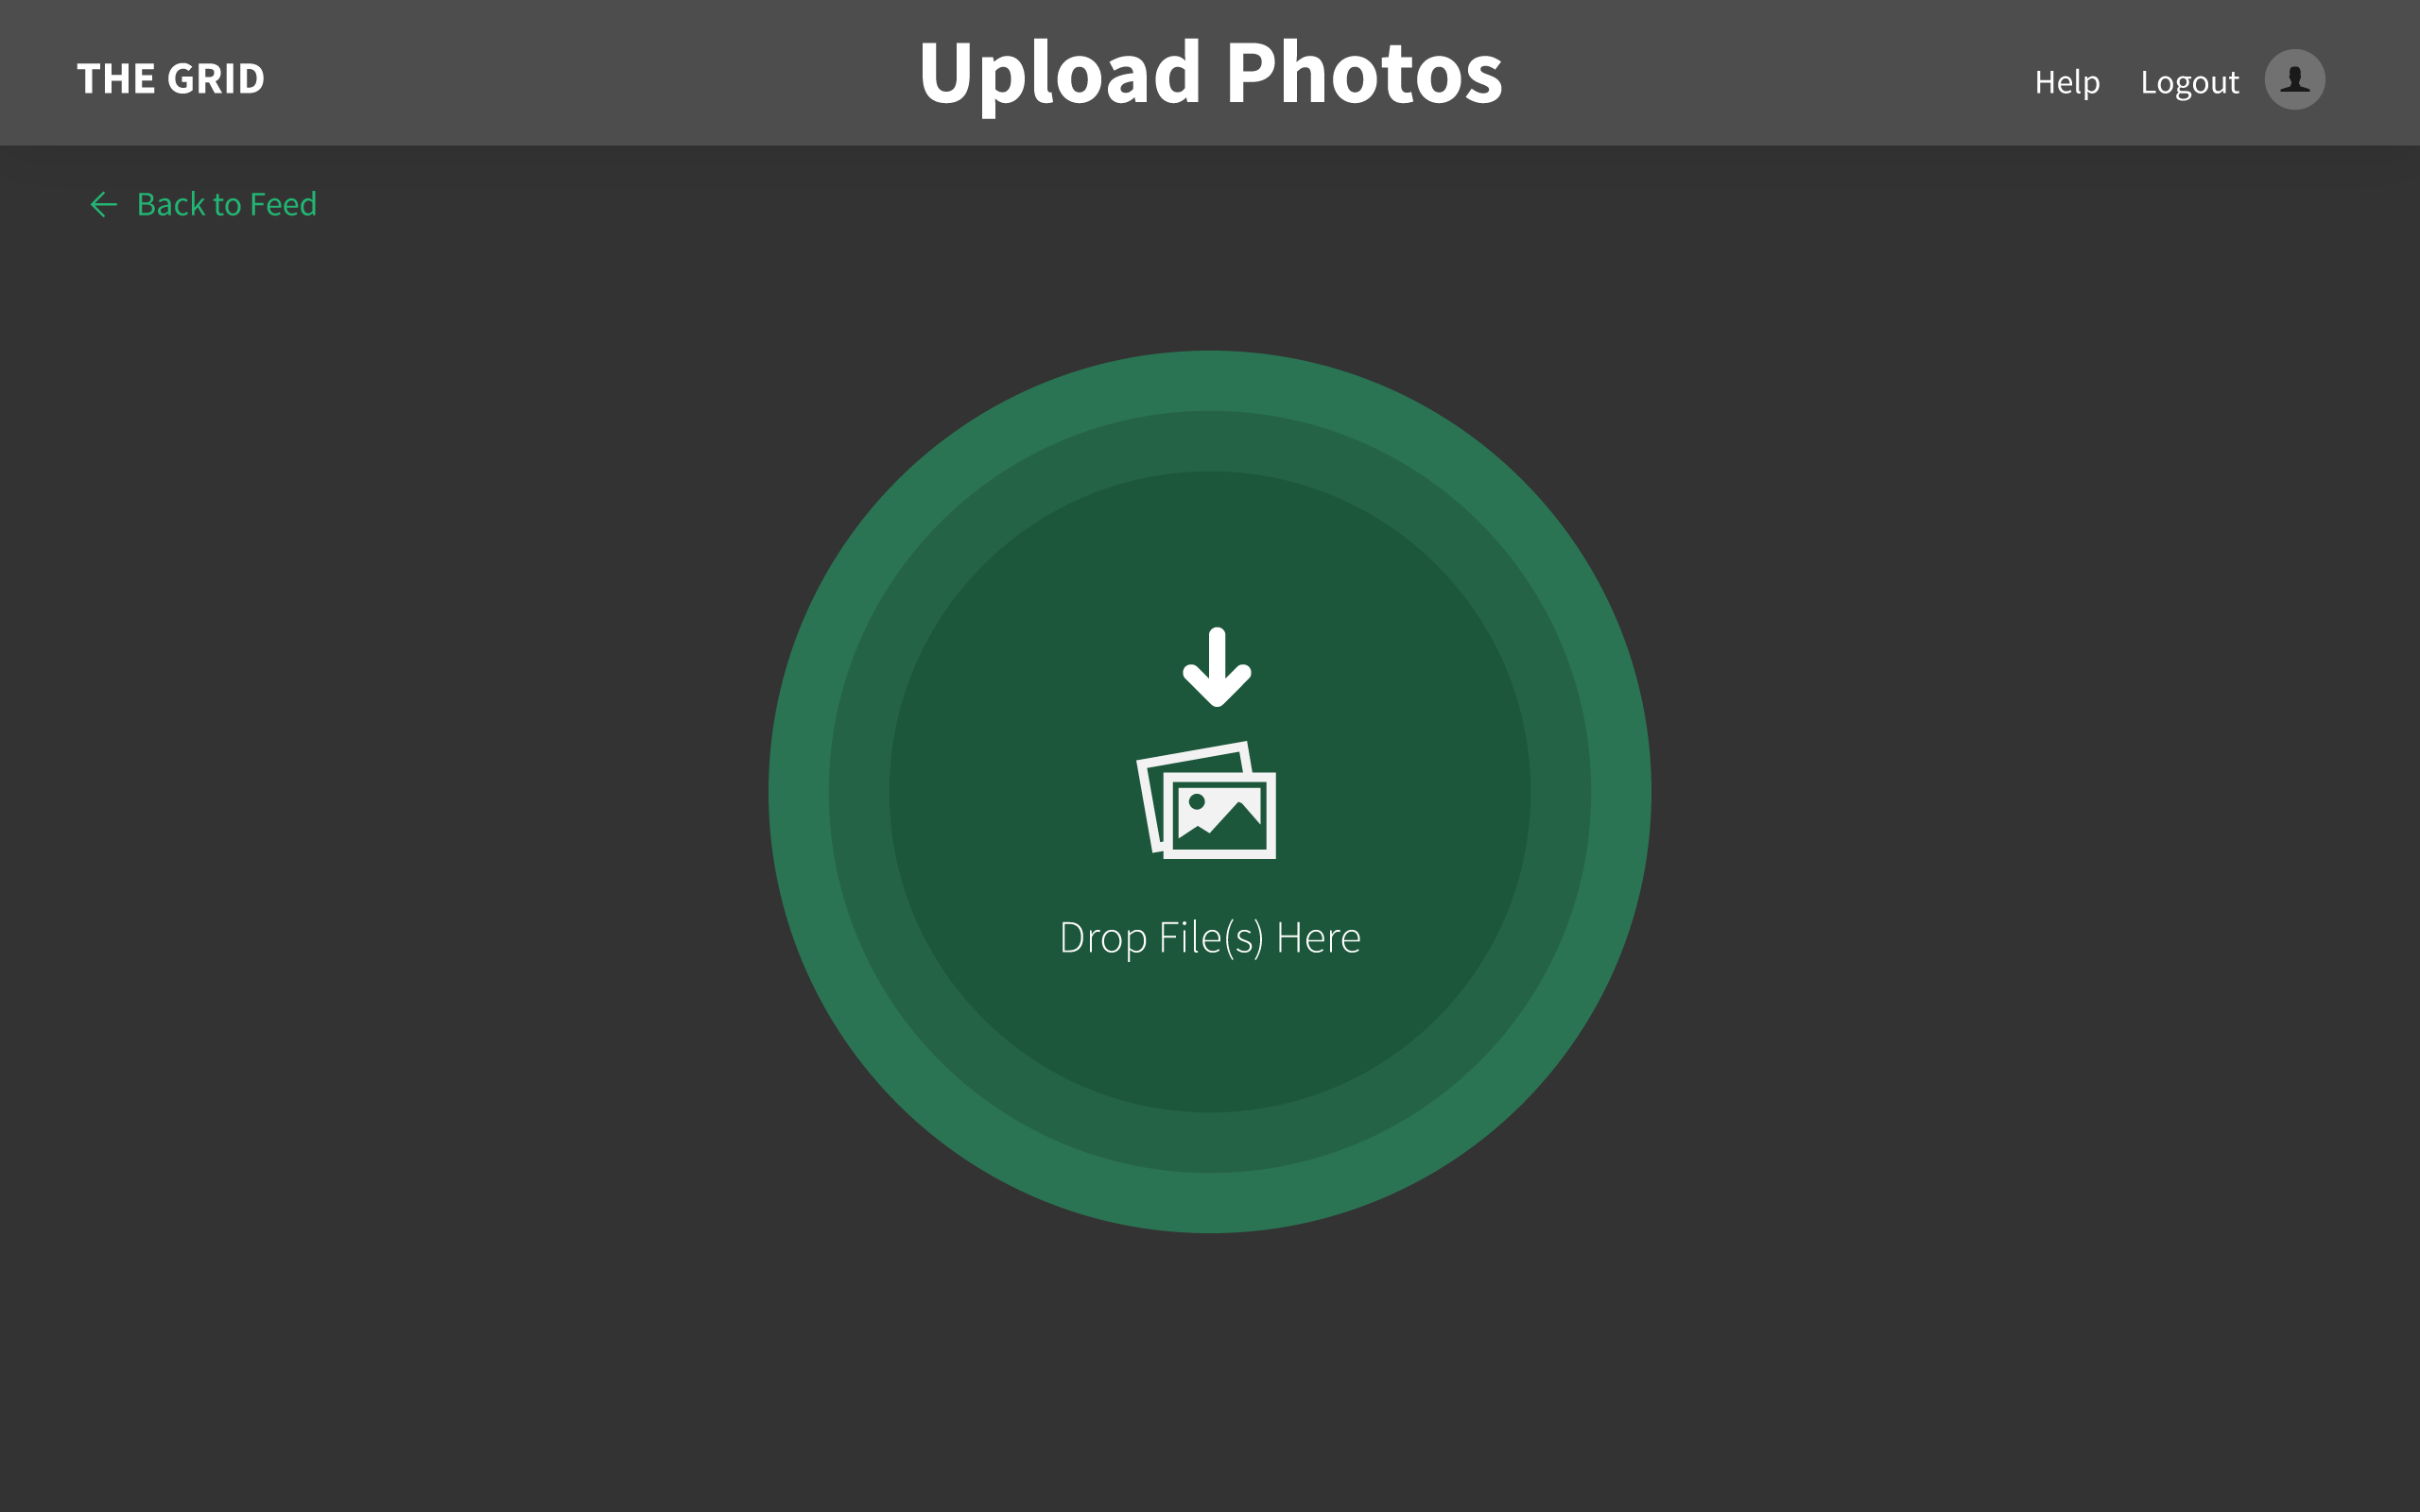 THE GRID
Upload Photos
Help
Logout
Back to Feed
Drop File(s) Here